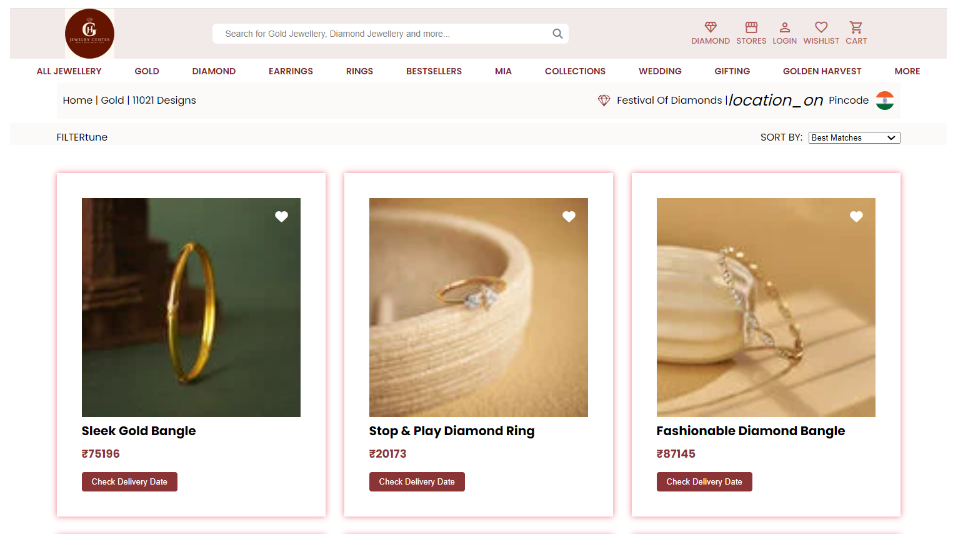 GH
JEWELRY CENTER
Search for Gold Jewellery, Diamond Jewellery and more...
DIAMOND STORES LOGIN WISHLIST CART
ALL JEWELLERY GOLD DIAMOND EARRINGS RINGS BESTSELLERS MIA COLLECTIONS WEDDING GIFTING GOLDEN HARVEST MORE
Home | Gold | 11021 Designs Festival Of Diamonds |location_on Pincode
FILTERtune SORT BY: Best Matches
Sleek Gold Bangle Stop & Play Diamond Ring Fashionable Diamond Bangle
₹75196 ₹20173 ₹87145
Check Delivery Date Check Delivery Date Check Delivery Date